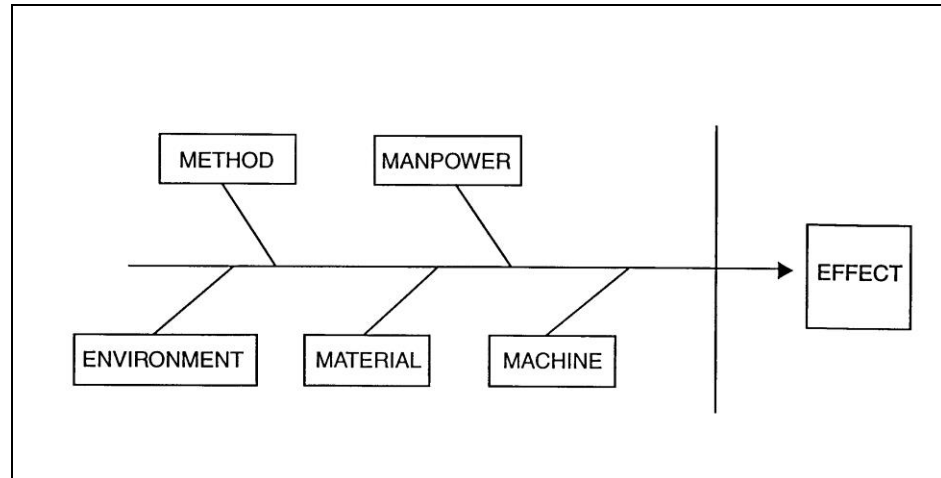 METHOD
MANPOWER
EFFECT
ENVIRONMENT
MATERIAL
MACHINE